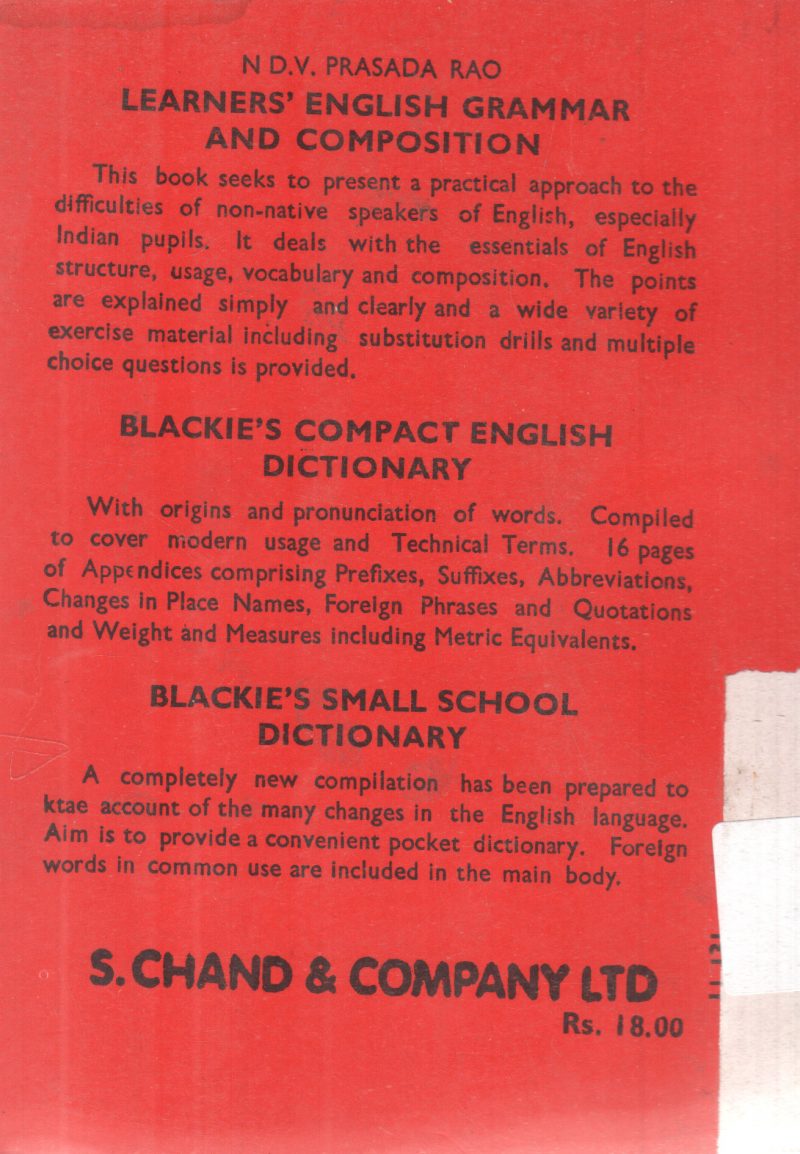 N D.V. PRASADA RAO
LEARNERS' ENGLISH GRAMMAR
AND COMPOSITION
This book seeks to present a practical approach to the
difficulties of non-native speakers of English, especially
Indian pupils. It deals with the essentials of English
structure, usage, vocabulary and composition. The points
are explained simply and clearly and a wide variety of
exercise material including substitution drills and multiple
choice questions is provided.
BLACKIE'S COMPACT ENGLISH
DICTIONARY
With origins and pronunciation of words. Compiled
to cover modern usage and Technical Terms. 16 pages
of Appendices comprising Prefixes, Suffixes, Abbreviations,
Changes in Place Names, Foreign Phrases and Quotations
and Weight and Measures including Metric Equivalents.
BLACKIE'S SMALL SCHOOL
DICTIONARY
A completely new compilation has been prepared to
ktae account of the many changes in the English language.
Aim is to provide a convenient pocket dictionary. Foreign
words in common use are included in the main body.
S. CHAND & COMPANY LTD
Rs. 18.00